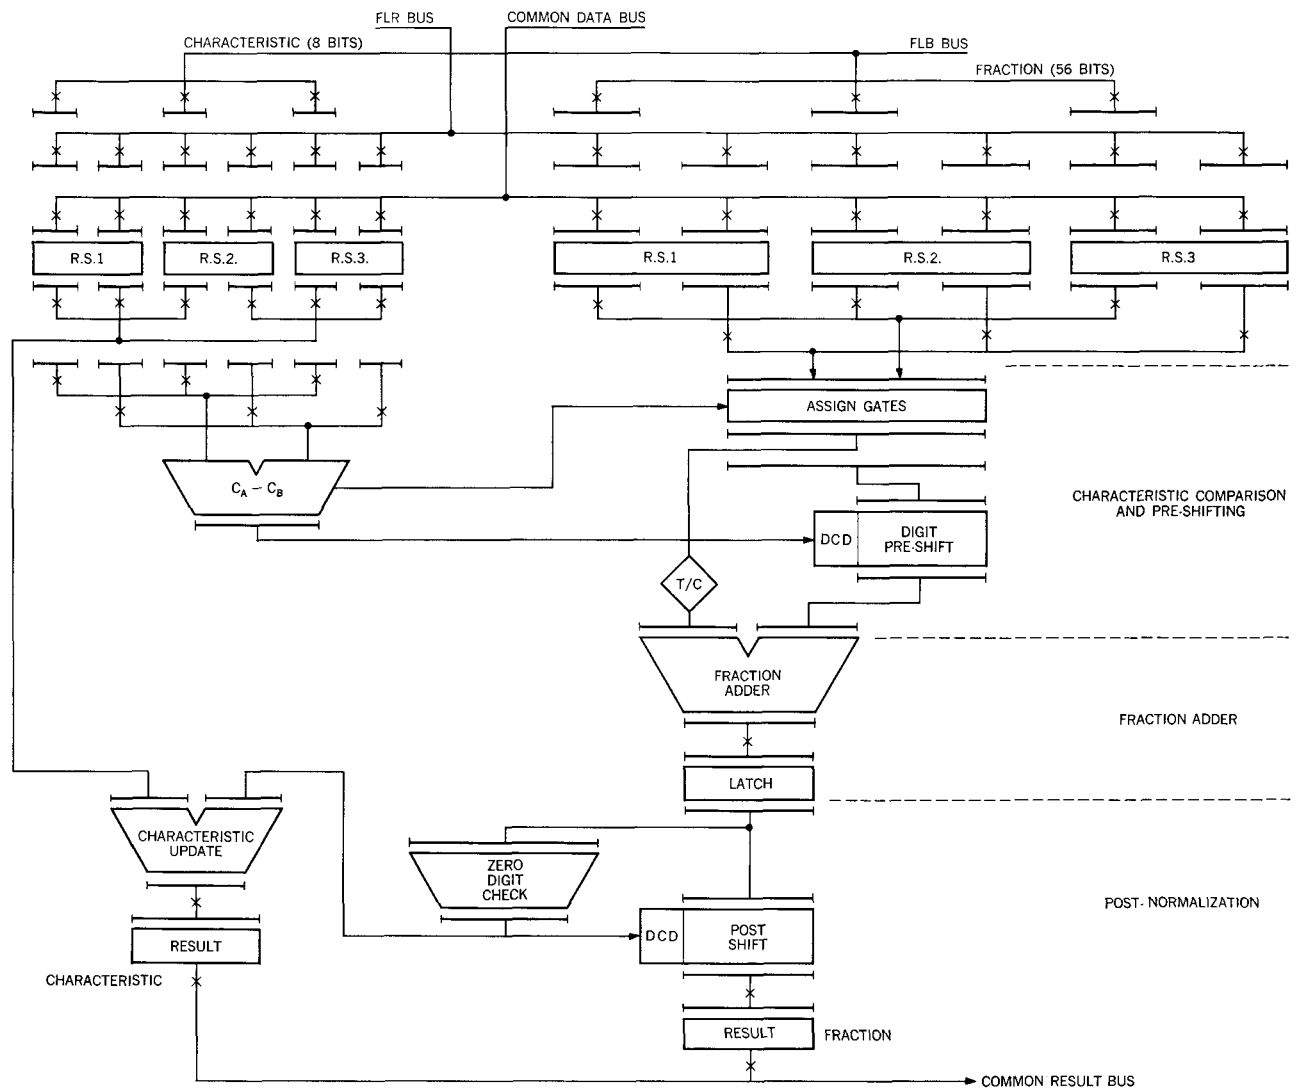 FLR BUS
COMMON DATA BUS
CHARACTERISTIC (8 BITS)
FLB BUS
FRACTION (56 BITS)
R.S.1
R.S.2.
R.S.3.
R.S.1
R.S.2.
R.S.3
ASSIGN GATES
C_A - C_B
CHARACTERISTIC COMPARISON
AND PRE-SHIFTING
DCD
DIGIT
PRE-SHIFT
T/C
FRACTION
ADDER
FRACTION ADDER
LATCH
CHARACTERISTIC
UPDATE
ZERO
DIGIT
CHECK
POST-NORMALIZATION
DCD
POST
SHIFT
RESULT
CHARACTERISTIC
RESULT
FRACTION
COMMON RESULT BUS